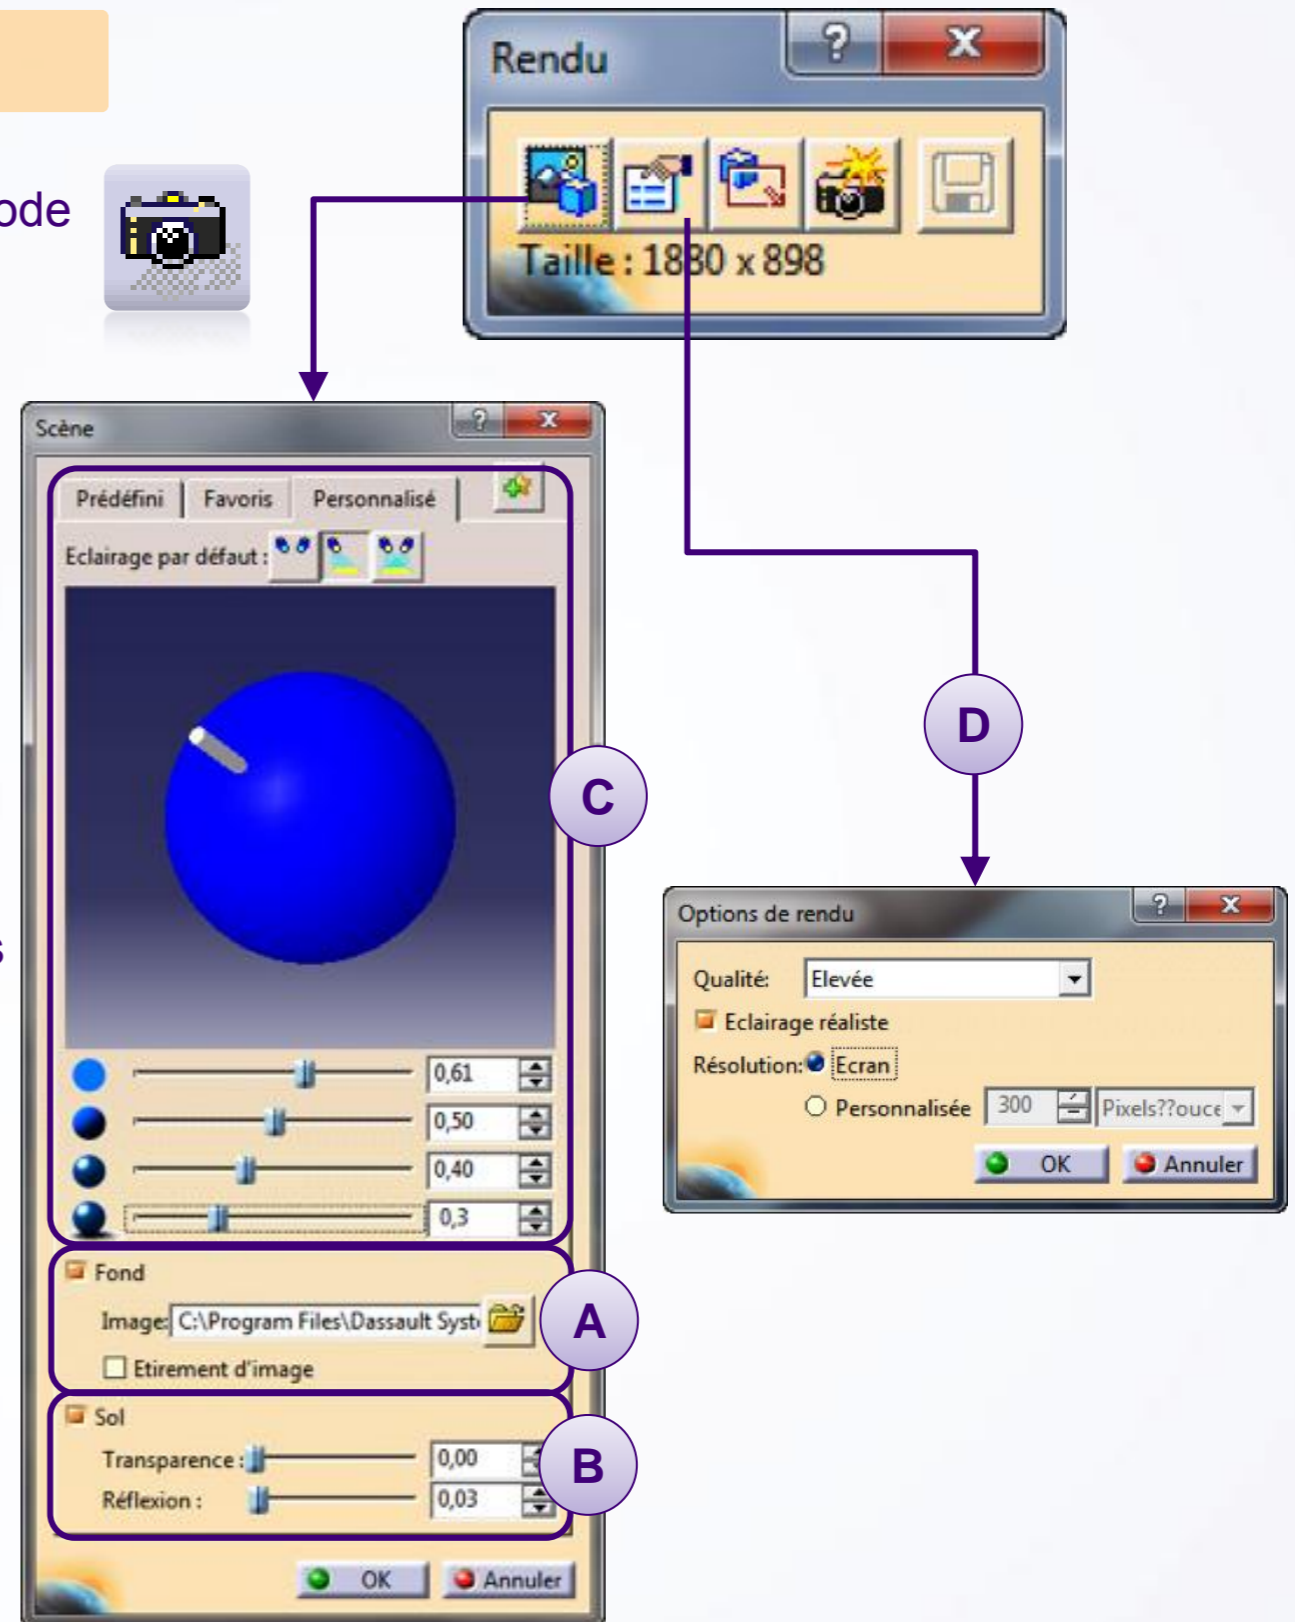 Rendu
Taille : 1880 x 898
ode
Scène
Prédéfini Favoris Personnalisé
Eclairage par défaut :
C
D
s
0,61
0,50
0,40
0,3
Options de rendu
Qualité: Elevée
Eclairage réaliste
Résolution: Ecran
Personnalisée 300 Pixels??ouce
OK Annuler
Fond
Image: C:\Program Files\Dassault Syst
A
Etirement d'image
Sol
Transparence : 0,00
B
Réflexion : 0,03
OK Annuler